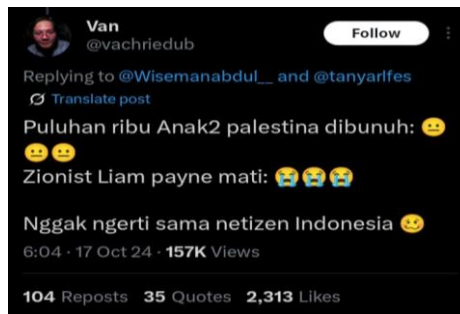 Van
Follow
@vachriedub
Replying to @Wisemanabdul__ and @tanyarlfes
Translate post
Puluhan ribu Anak2 palestina dibunuh: 😐
😐😐
Zionist Liam payne mati: 😭😭😭
Nggak ngerti sama netizen Indonesia 🥴
6:04 · 17 Oct 24 · 157K Views
104 Reposts 35 Quotes 2,313 Likes